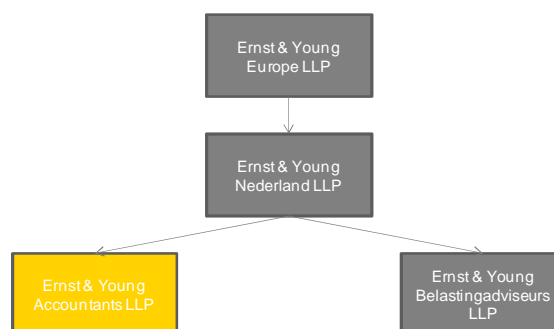 Ernst & Young
Europe LLP
Ernst & Young
Nederland LLP
Ernst & Young
Accountants LLP
Ernst & Young
Belastingadviseurs
LLP